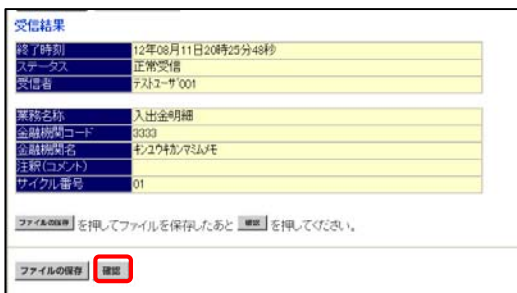 受信結果
終了時刻 12年08月11日20時25分48秒
ステータス 正常受信
受信者 テストユーザ001
業務名称 入出金明細
金融機関コード 3333
金融機関名 キンユウキカンマミムメモ
注釈(コメント)
サイクル番号 01
ファイルの保存 を押してファイルを保存したあと 確認 を押してください。
ファイルの保存 確認